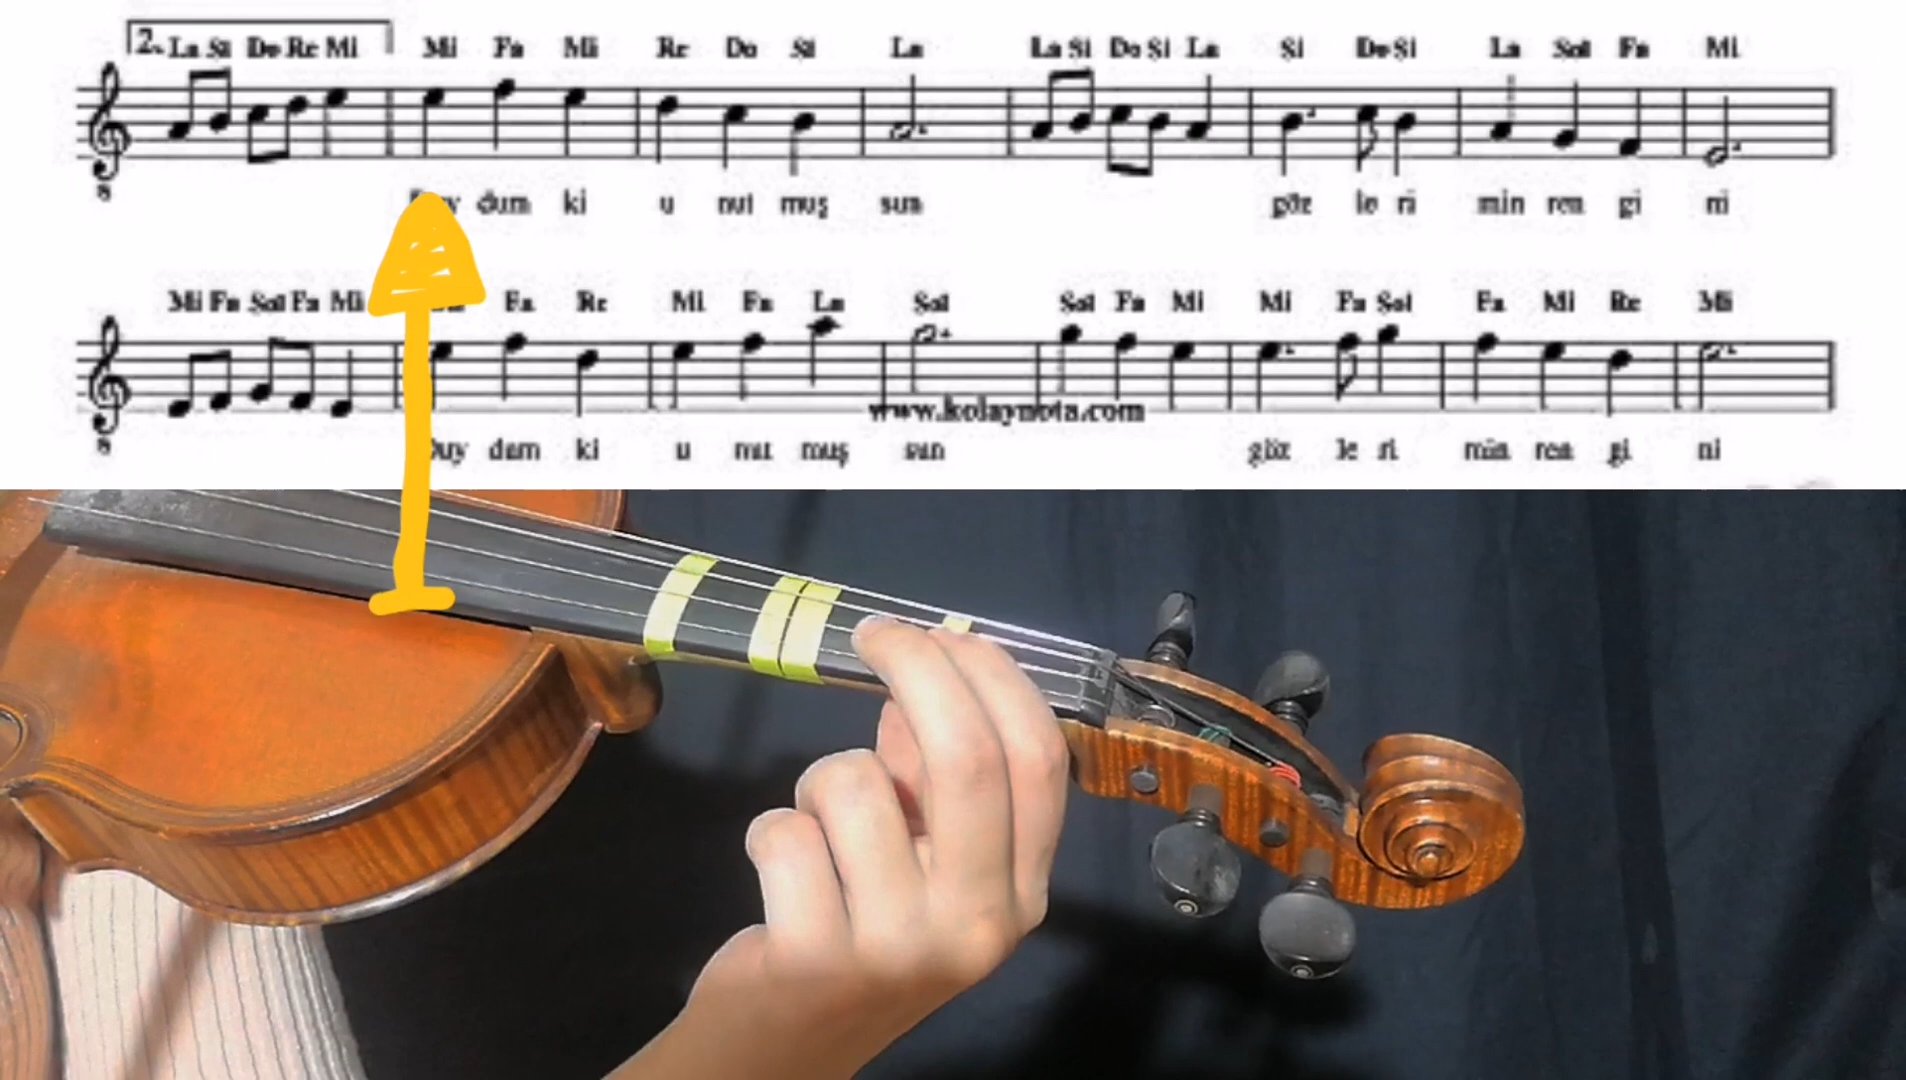 2. La Si Do Re Mi Mi Fa Mi Re Do Si La La Si Do Si La Si Do Si La Sol Fa Mi
8
dum ki u nut muş sun göz le ri min ren gi ni
Mi Fa Sol Fa Mi Fa Re Mi Fa La Sol Sol Fa Mi Mi Fa Sol Fa Mi Re Mi
www.kolaynota.com
8
Duy dum ki u nut muş sun göz le ri min ren gi ni